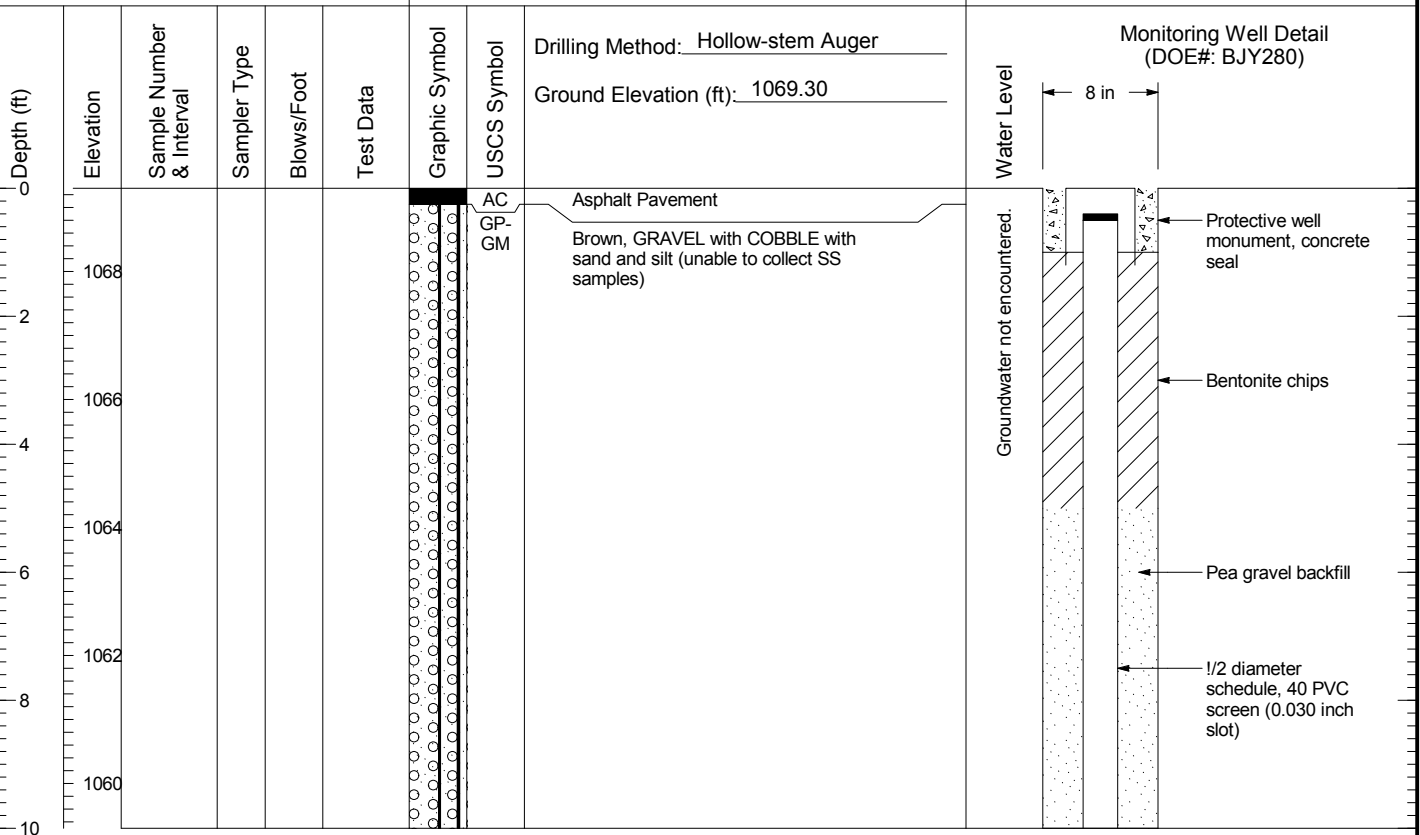 Depth (ft)
Elevation
Sample Number
& Interval
Sampler Type
Blows/Foot
Test Data
Graphic Symbol
USCS Symbol
Drilling Method: Hollow-stem Auger
Ground Elevation (ft): 1069.30
Water Level
Monitoring Well Detail
(DOE#: BJY280)
8 in
0
AC
Asphalt Pavement
GP-
GM
Brown, GRAVEL with COBBLE with
sand and silt (unable to collect SS
samples)
Groundwater not encountered.
Protective well
monument, concrete
seal
1068
2
Bentonite chips
1066
4
1064
6
Pea gravel backfill
1062
!/2 diameter
schedule, 40 PVC
screen (0.030 inch
slot)
8
1060
10